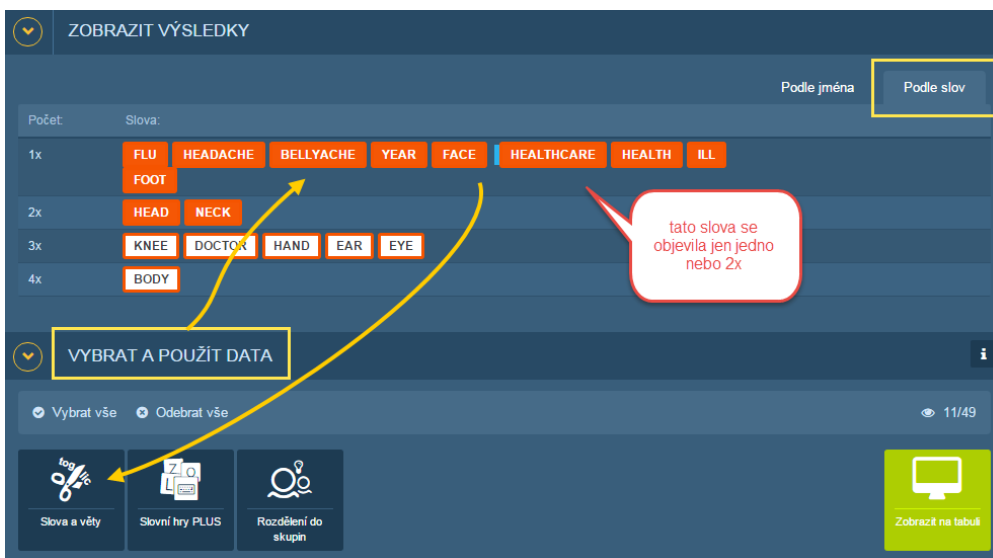 ZOBRAZIT VÝSLEDKY
Podle jména
Podle slov
Počet:
Slova:
1x
FLU HEADACHE BELLYACHE YEAR FACE HEALTHCARE HEALTH ILL
FOOT
2x
HEAD NECK
3x
KNEE DOCTOR HAND EAR EYE
4x
BODY
tato slova se
objevila jen jedno
nebo 2x
VYBRAT A POUŽÍT DATA
i
Vybrat vše
Odebrat vše
11/49
tog lic
Slova a věty
Z O
L
Slovní hry PLUS
Rozdělení do
skupin
Zobrazit na tabuli